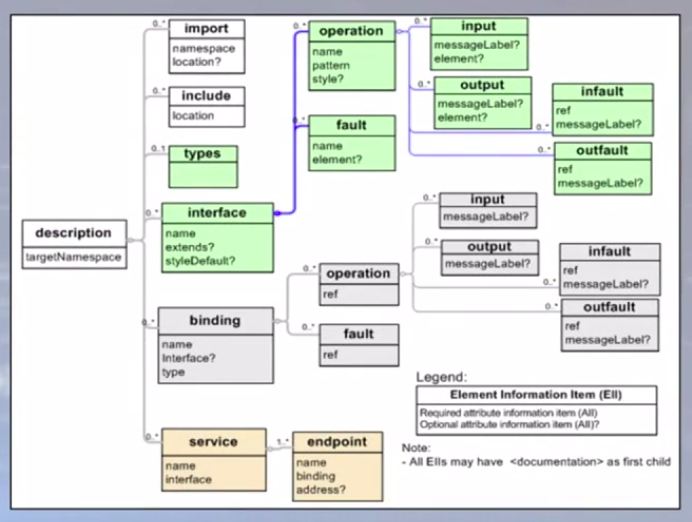 0..*
import
namespace
location?
0..*
include
location
0..1
types
0..*
interface
name
extends?
styleDefault?
description
targetNamespace
0..*
binding
name
Interface?
type
0..*
service
name
interface
1..*
endpoint
name
binding
address?
operation
name
pattern
style?
0..*
fault
name
element?
0..*
input
messageLabel?
element?
0..*
output
messageLabel?
element?
0..*
infault
ref
messageLabel?
0..*
outfault
ref
messageLabel?
0..*
operation
ref
0..*
fault
ref
0..*
input
messageLabel?
0..*
output
messageLabel?
0..*
infault
ref
messageLabel?
0..*
outfault
ref
messageLabel?
Legend:
Element Information Item (EII)
Required attribute information item (AII)
Optional attribute information item (AII)?
Note:
- All EIIs may have <documentation> as first child